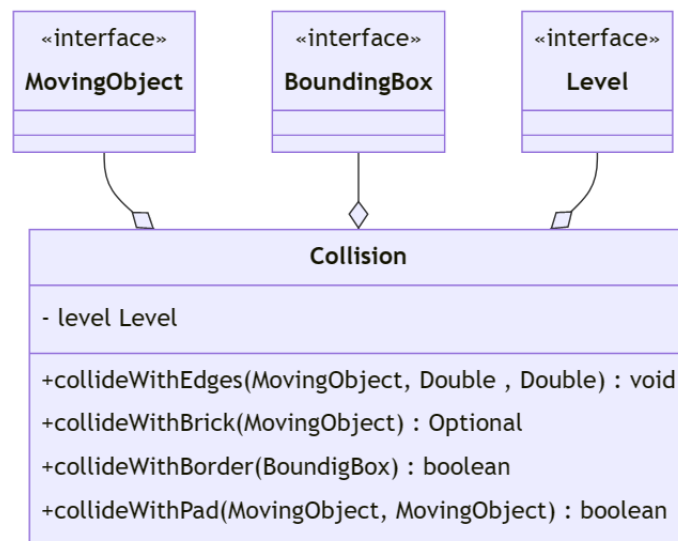 «interface»
MovingObject
«interface»
BoundingBox
«interface»
Level
Collision
- level Level
+collideWithEdges(MovingObject, Double , Double) : void
+collideWithBrick(MovingObject) : Optional
+collideWithBorder(BoundigBox) : boolean
+collideWithPad(MovingObject, MovingObject) : boolean